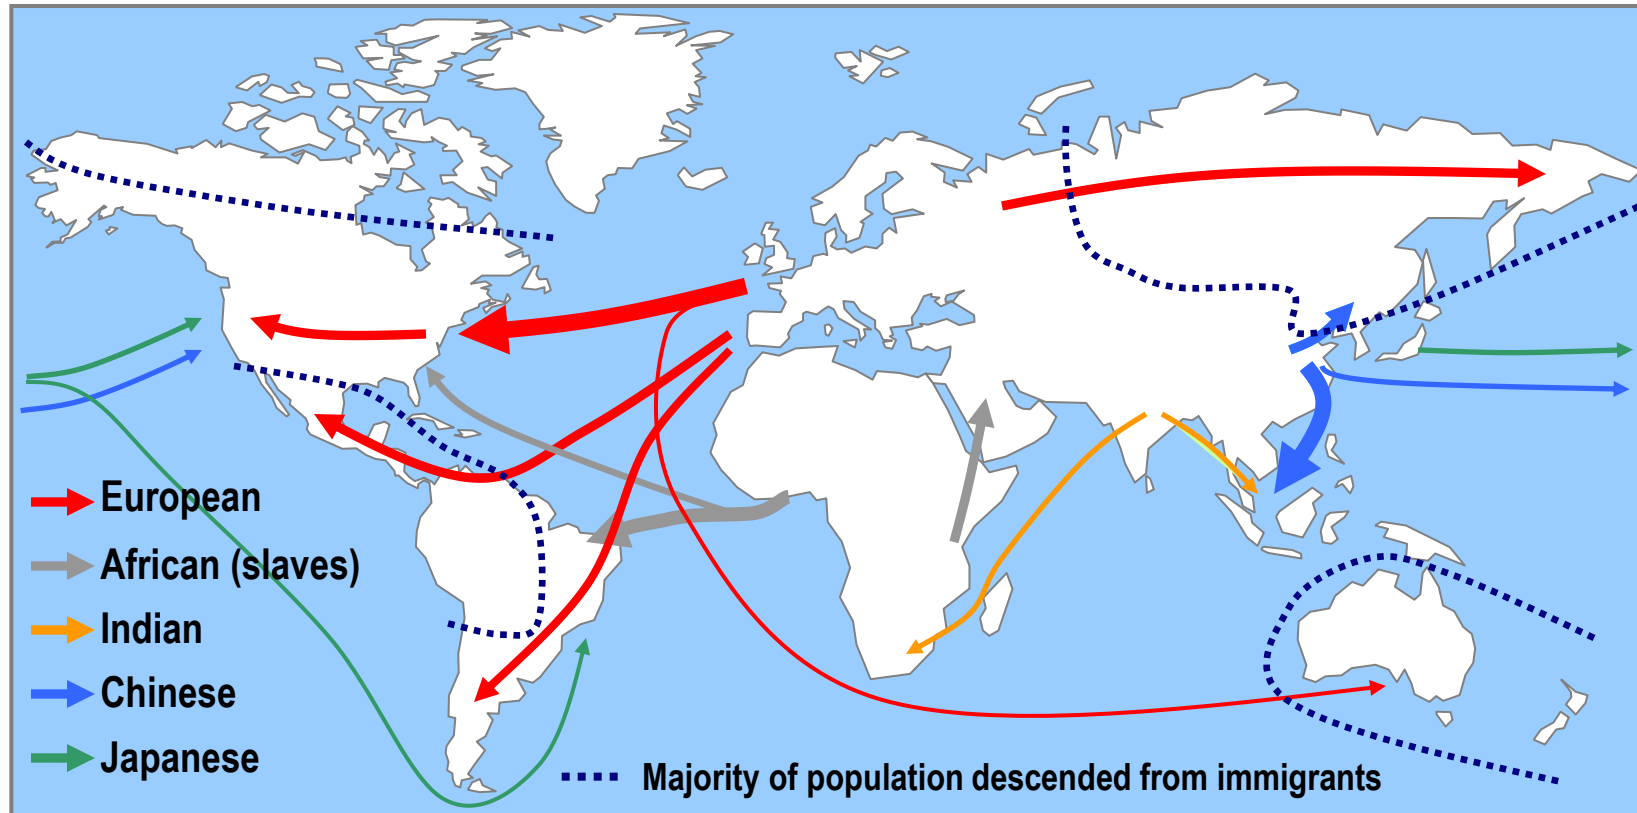 European
African (slaves)
Indian
Chinese
Japanese
Majority of population descended from immigrants